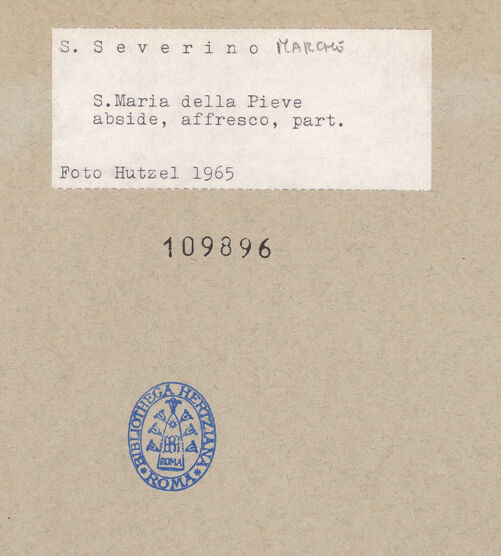 S. Severino MARCHE
S.Maria della Pieve
abside, affresco, part.
Foto Hutzel 1965
109896
BIBLIOTHECA HERTZIANA
ROMA
* ROMA *